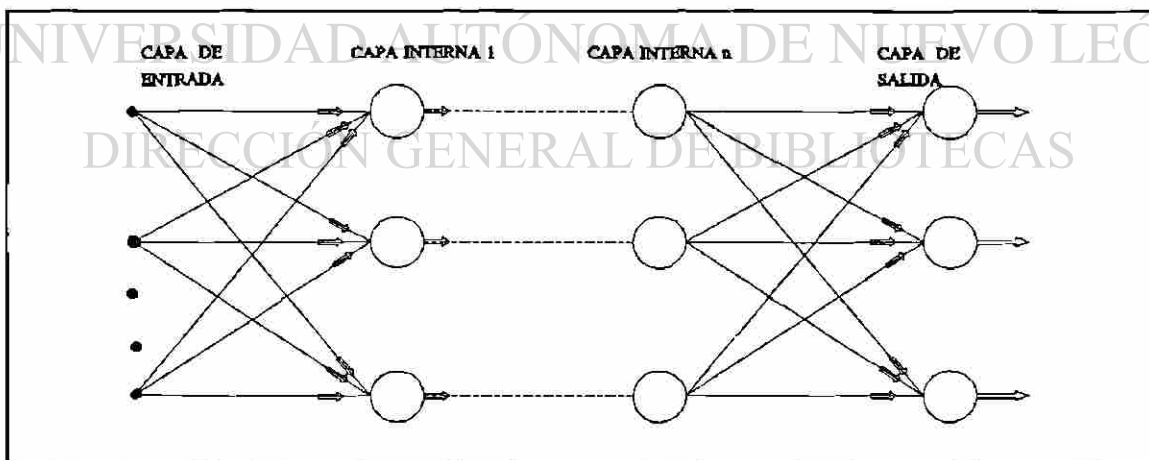 UNIVERSIDAD AUTÓNOMA DE NUEVO LEÓ
CAPA DE
ENTRADA
CAPA INTERNA 1
CAPA INTERNA n
CAPA DE
SALIDA
DIRECCIÓN GENERAL DE BIBLIOTECAS